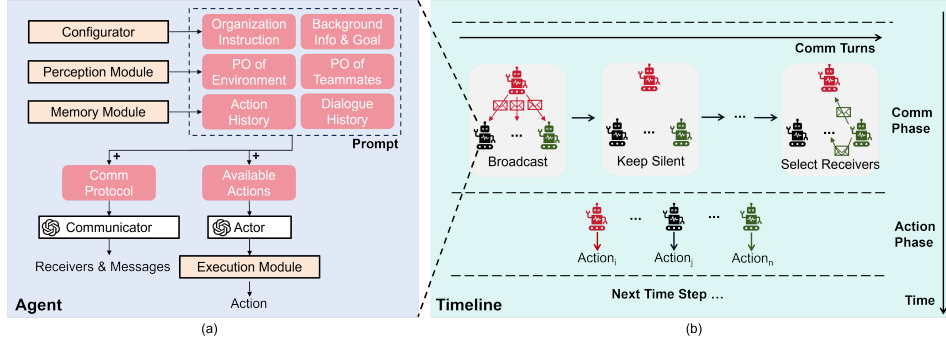 Configurator
Organization
Instruction
Background
Info & Goal
Perception Module
PO of
Environment
PO of
Teammates
Memory Module
Action
History
Dialogue
History
Prompt
+
+
Comm
Protocol
Available
Actions
Communicator
Actor
Receivers & Messages
Execution Module
Action
Agent
(a)
Comm Turns
...
...
...
...
Broadcast
Keep Silent
Select Receivers
Comm
Phase
...
...
Action
Phase
Actionᵢ
Actionⱼ
Actionₙ
Next Time Step ...
Timeline
Time
(b)